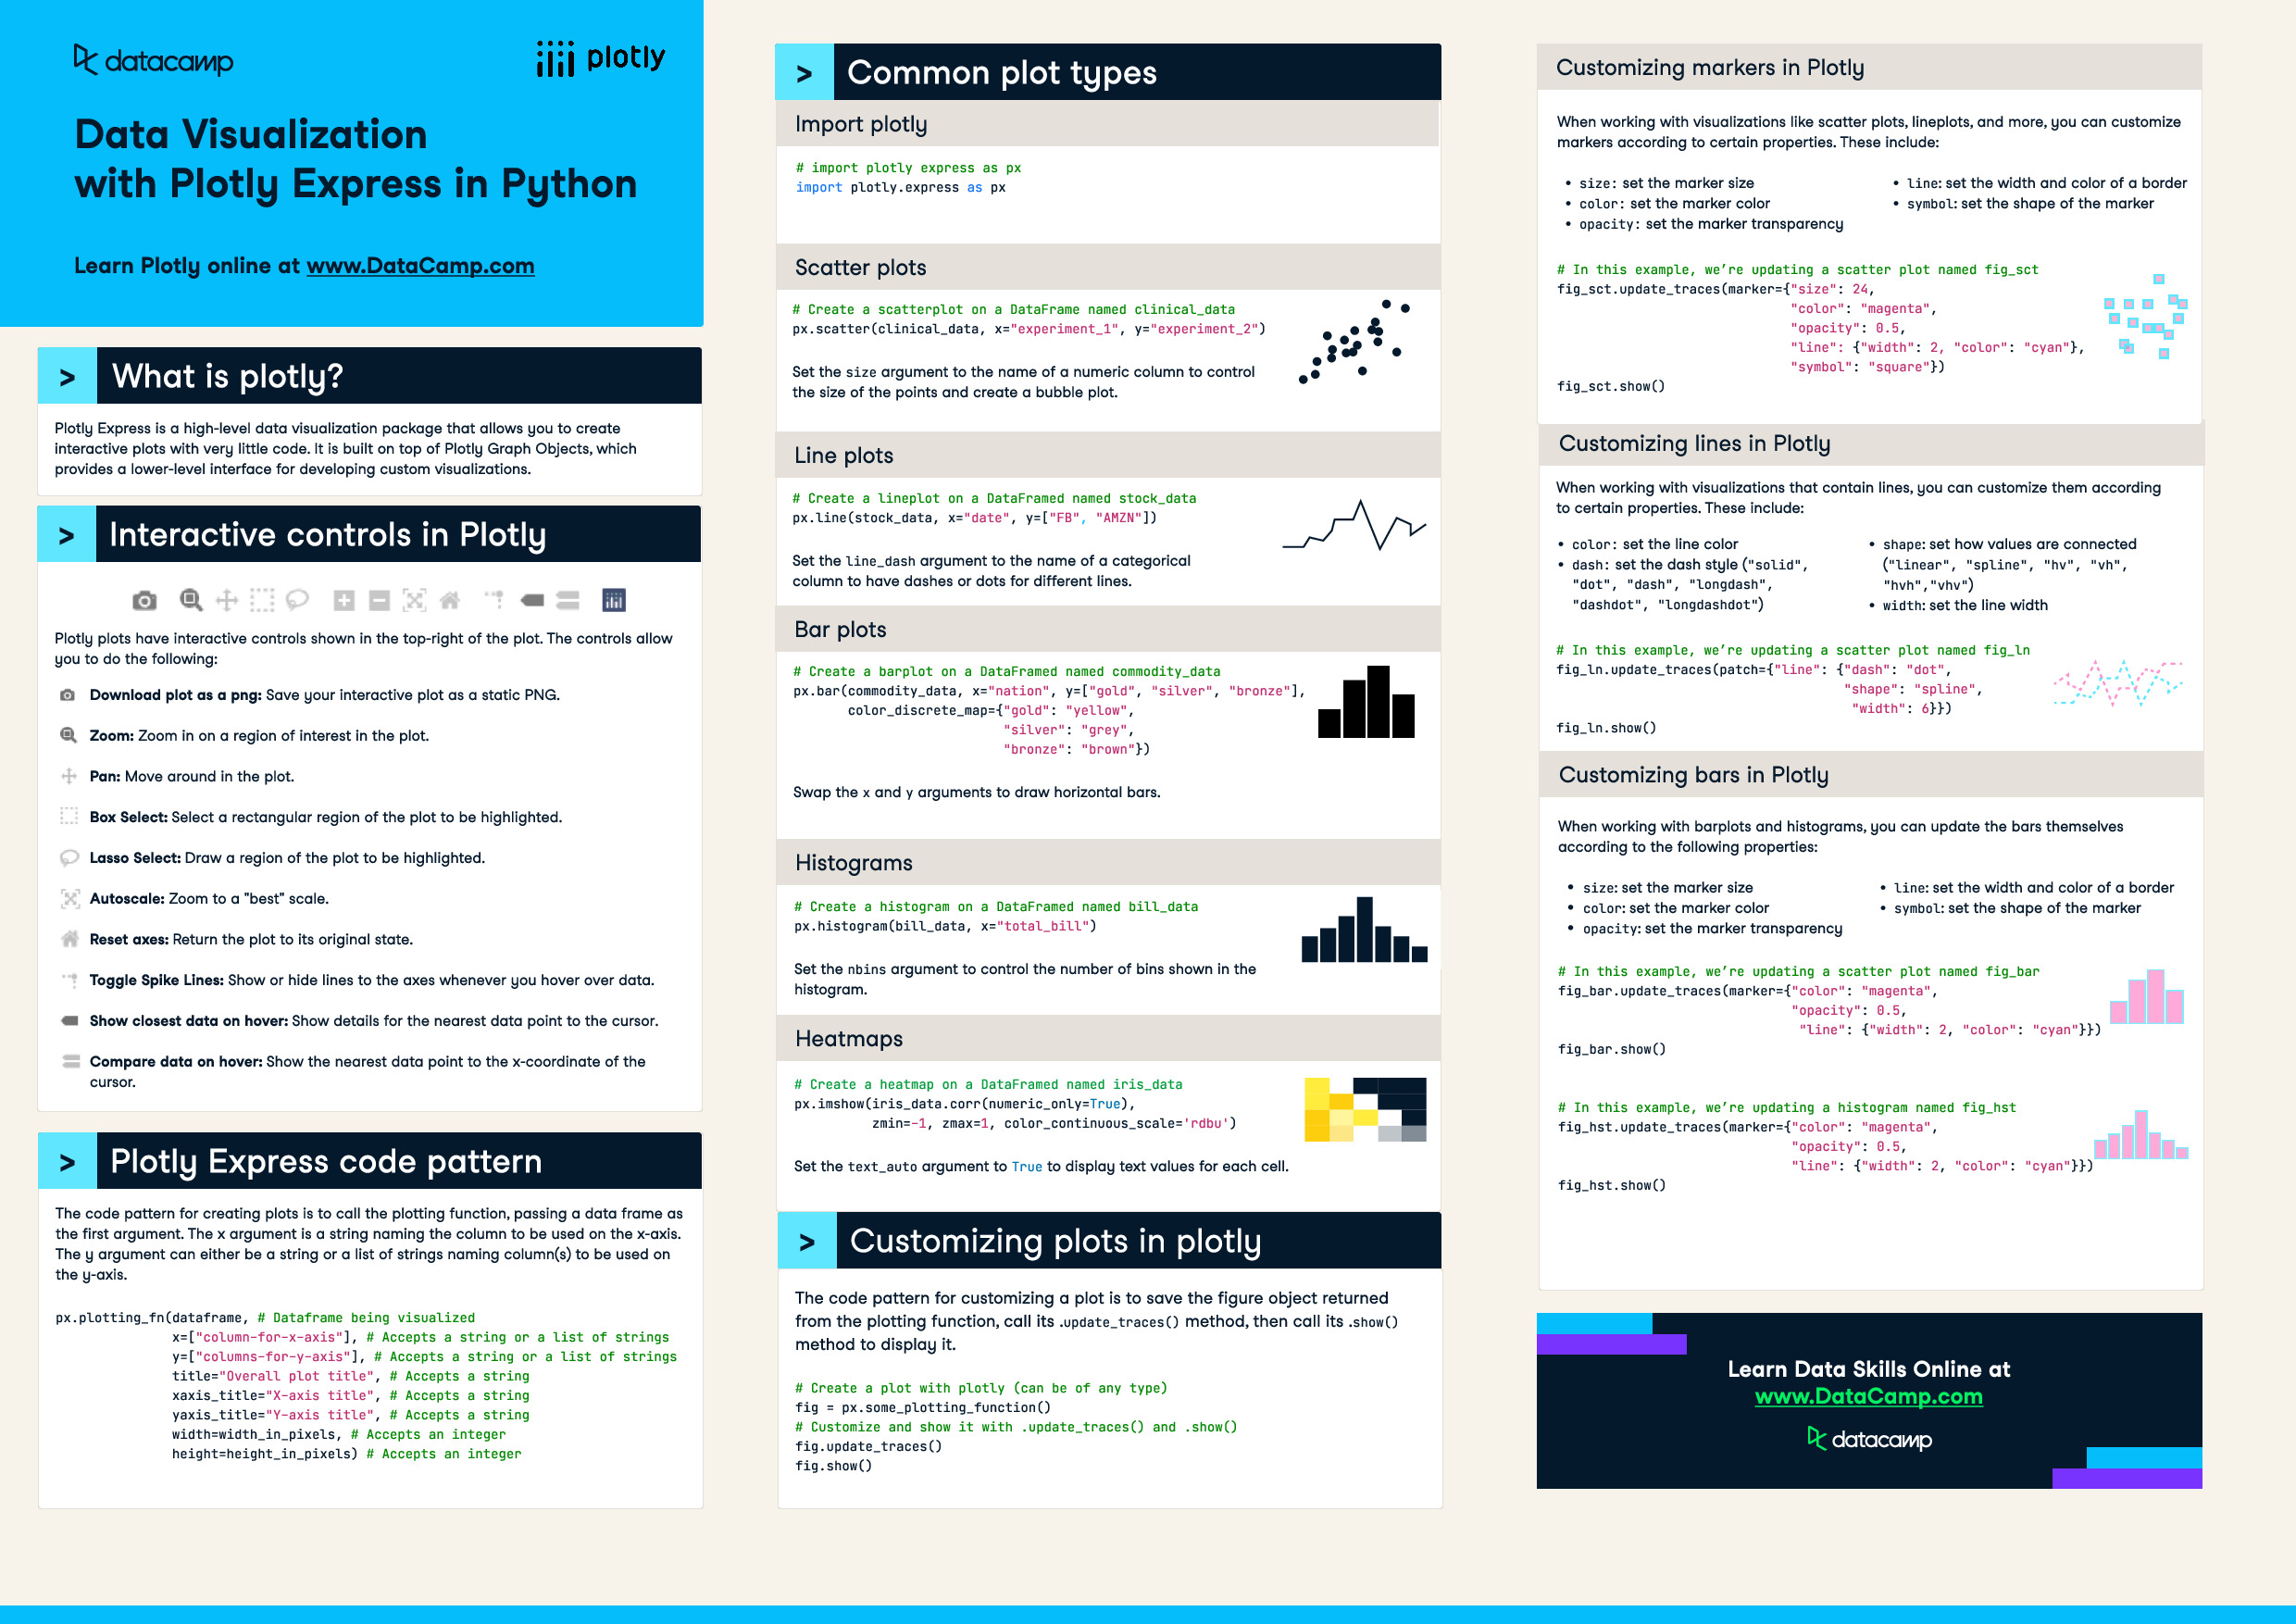 datacamp
plotly
Data Visualization
with Plotly Express in Python
Learn Plotly online at www.DataCamp.com
> What is plotly?
Plotly Express is a high-level data visualization package that allows you to create
interactive plots with very little code. It is built on top of Plotly Graph Objects, which
provides a lower-level interface for developing custom visualizations.
> Interactive controls in Plotly
Plotly plots have interactive controls shown in the top-right of the plot. The controls allow
you to do the following:
Download plot as a png: Save your interactive plot as a static PNG.
Zoom: Zoom in on a region of interest in the plot.
Pan: Move around in the plot.
Box Select: Select a rectangular region of the plot to be highlighted.
Lasso Select: Draw a region of the plot to be highlighted.
Autoscale: Zoom to a "best" scale.
Reset axes: Return the plot to its original state.
Toggle Spike Lines: Show or hide lines to the axes whenever you hover over data.
Show closest data on hover: Show details for the nearest data point to the cursor.
Compare data on hover: Show the nearest data point to the x-coordinate of the
cursor.
> Plotly Express code pattern
The code pattern for creating plots is to call the plotting function, passing a data frame as
the first argument. The x argument is a string naming the column to be used on the x-axis.
The y argument can either be a string or a list of strings naming column(s) to be used on
the y-axis.
px.plotting_fn(dataframe, # Dataframe being visualized
x=["column-for-x-axis"], # Accepts a string or a list of strings
y=["columns-for-y-axis"], # Accepts a string or a list of strings
title="Overall plot title", # Accepts a string
xaxis_title="X-axis title", # Accepts a string
yaxis_title="Y-axis title", # Accepts a string
width=width_in_pixels, # Accepts an integer
height=height_in_pixels) # Accepts an integer
> Common plot types
Import plotly
# import plotly express as px
import plotly.express as px
Scatter plots
# Create a scatterplot on a DataFrame named clinical_data
px.scatter(clinical_data, x="experiment_1", y="experiment_2")
Set the size argument to the name of a numeric column to control
the size of the points and create a bubble plot.
Line plots
# Create a lineplot on a DataFramed named stock_data
px.line(stock_data, x="date", y=["FB", "AMZN"])
Set the line_dash argument to the name of a categorical
column to have dashes or dots for different lines.
Bar plots
# Create a barplot on a DataFramed named commodity_data
px.bar(commodity_data, x="nation", y=["gold", "silver", "bronze"],
color_discrete_map={"gold": "yellow",
"silver": "grey",
"bronze": "brown"})
Swap the x and y arguments to draw horizontal bars.
Histograms
# Create a histogram on a DataFramed named bill_data
px.histogram(bill_data, x="total_bill")
Set the nbins argument to control the number of bins shown in the
histogram.
Heatmaps
# Create a heatmap on a DataFramed named iris_data
px.imshow(iris_data.corr(numeric_only=True),
zmin=-1, zmax=1, color_continuous_scale='rdbu')
Set the text_auto argument to True to display text values for each cell.
> Customizing plots in plotly
The code pattern for customizing a plot is to save the figure object returned
from the plotting function, call its .update_traces() method, then call its .show()
method to display it.
# Create a plot with plotly (can be of any type)
fig = px.some_plotting_function()
# Customize and show it with .update_traces() and .show()
fig.update_traces()
fig.show()
Customizing markers in Plotly
When working with visualizations like scatter plots, lineplots, and more, you can customize
markers according to certain properties. These include:
• size: set the marker size
• color: set the marker color
• opacity: set the marker transparency
• line: set the width and color of a border
• symbol: set the shape of the marker
# In this example, we're updating a scatter plot named fig_sct
fig_sct.update_traces(marker={"size": 24,
"color": "magenta",
"opacity": 0.5,
"line": {"width": 2, "color": "cyan"},
"symbol": "square"})
fig_sct.show()
Customizing lines in Plotly
When working with visualizations that contain lines, you can customize them according
to certain properties. These include:
• color: set the line color
• dash: set the dash style ("solid",
"dot", "dash", "longdash",
"dashdot", "longdashdot")
• shape: set how values are connected
("linear", "spline", "hv", "vh",
"hvh","vhv")
• width: set the line width
# In this example, we're updating a scatter plot named fig_ln
fig_ln.update_traces(patch={"line": {"dash": "dot",
"shape": "spline",
"width": 6}})
fig_ln.show()
Customizing bars in Plotly
When working with barplots and histograms, you can update the bars themselves
according to the following properties:
• size: set the marker size
• color: set the marker color
• opacity: set the marker transparency
• line: set the width and color of a border
• symbol: set the shape of the marker
# In this example, we're updating a scatter plot named fig_bar
fig_bar.update_traces(marker={"color": "magenta",
"opacity": 0.5,
"line": {"width": 2, "color": "cyan"}})
fig_bar.show()
# In this example, we're updating a histogram named fig_hst
fig_hst.update_traces(marker={"color": "magenta",
"opacity": 0.5,
"line": {"width": 2, "color": "cyan"}})
fig_hst.show()
Learn Data Skills Online at
www.DataCamp.com
datacamp